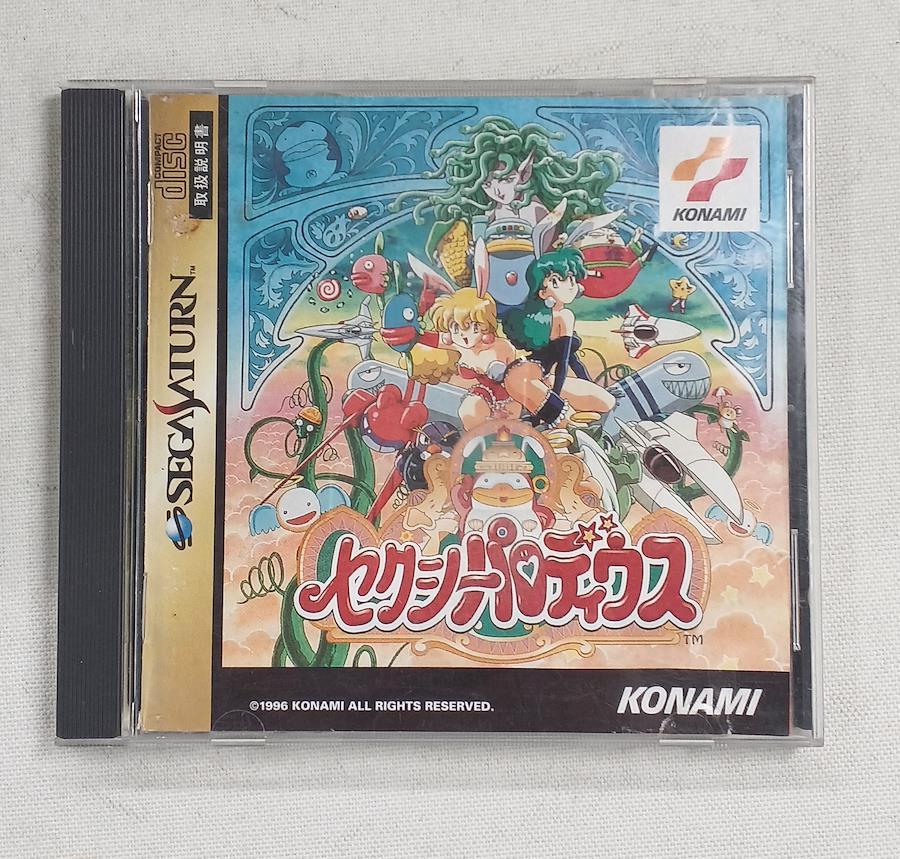 COMPACT
disc
取扱説明書
SEGA SATURN™
KONAMI
セクシーパロディウス
TM
©1996 KONAMI ALL RIGHTS RESERVED.
KONAMI